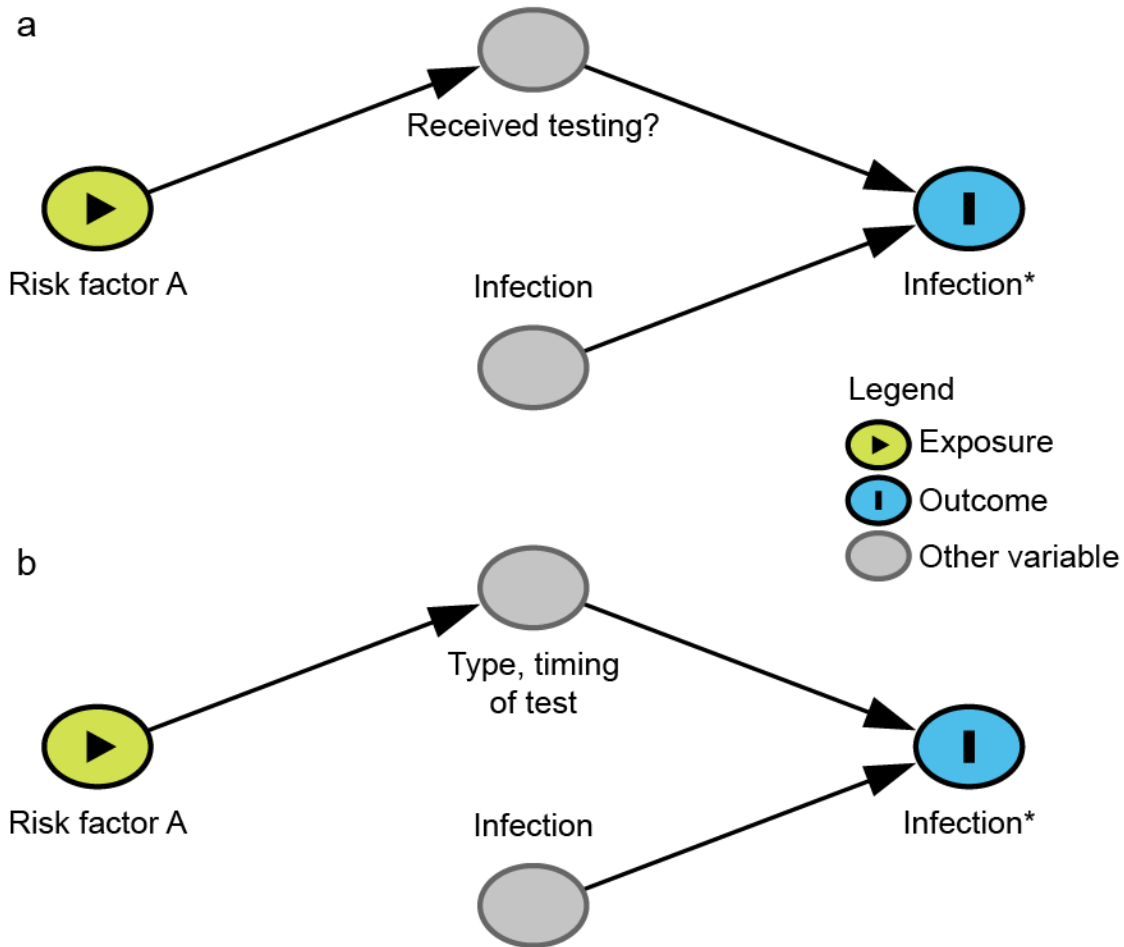 a
Received testing?
Risk factor A
Infection
Infection*
Legend
Exposure
Outcome
Other variable
b
Type, timing
of test
Risk factor A
Infection
Infection*